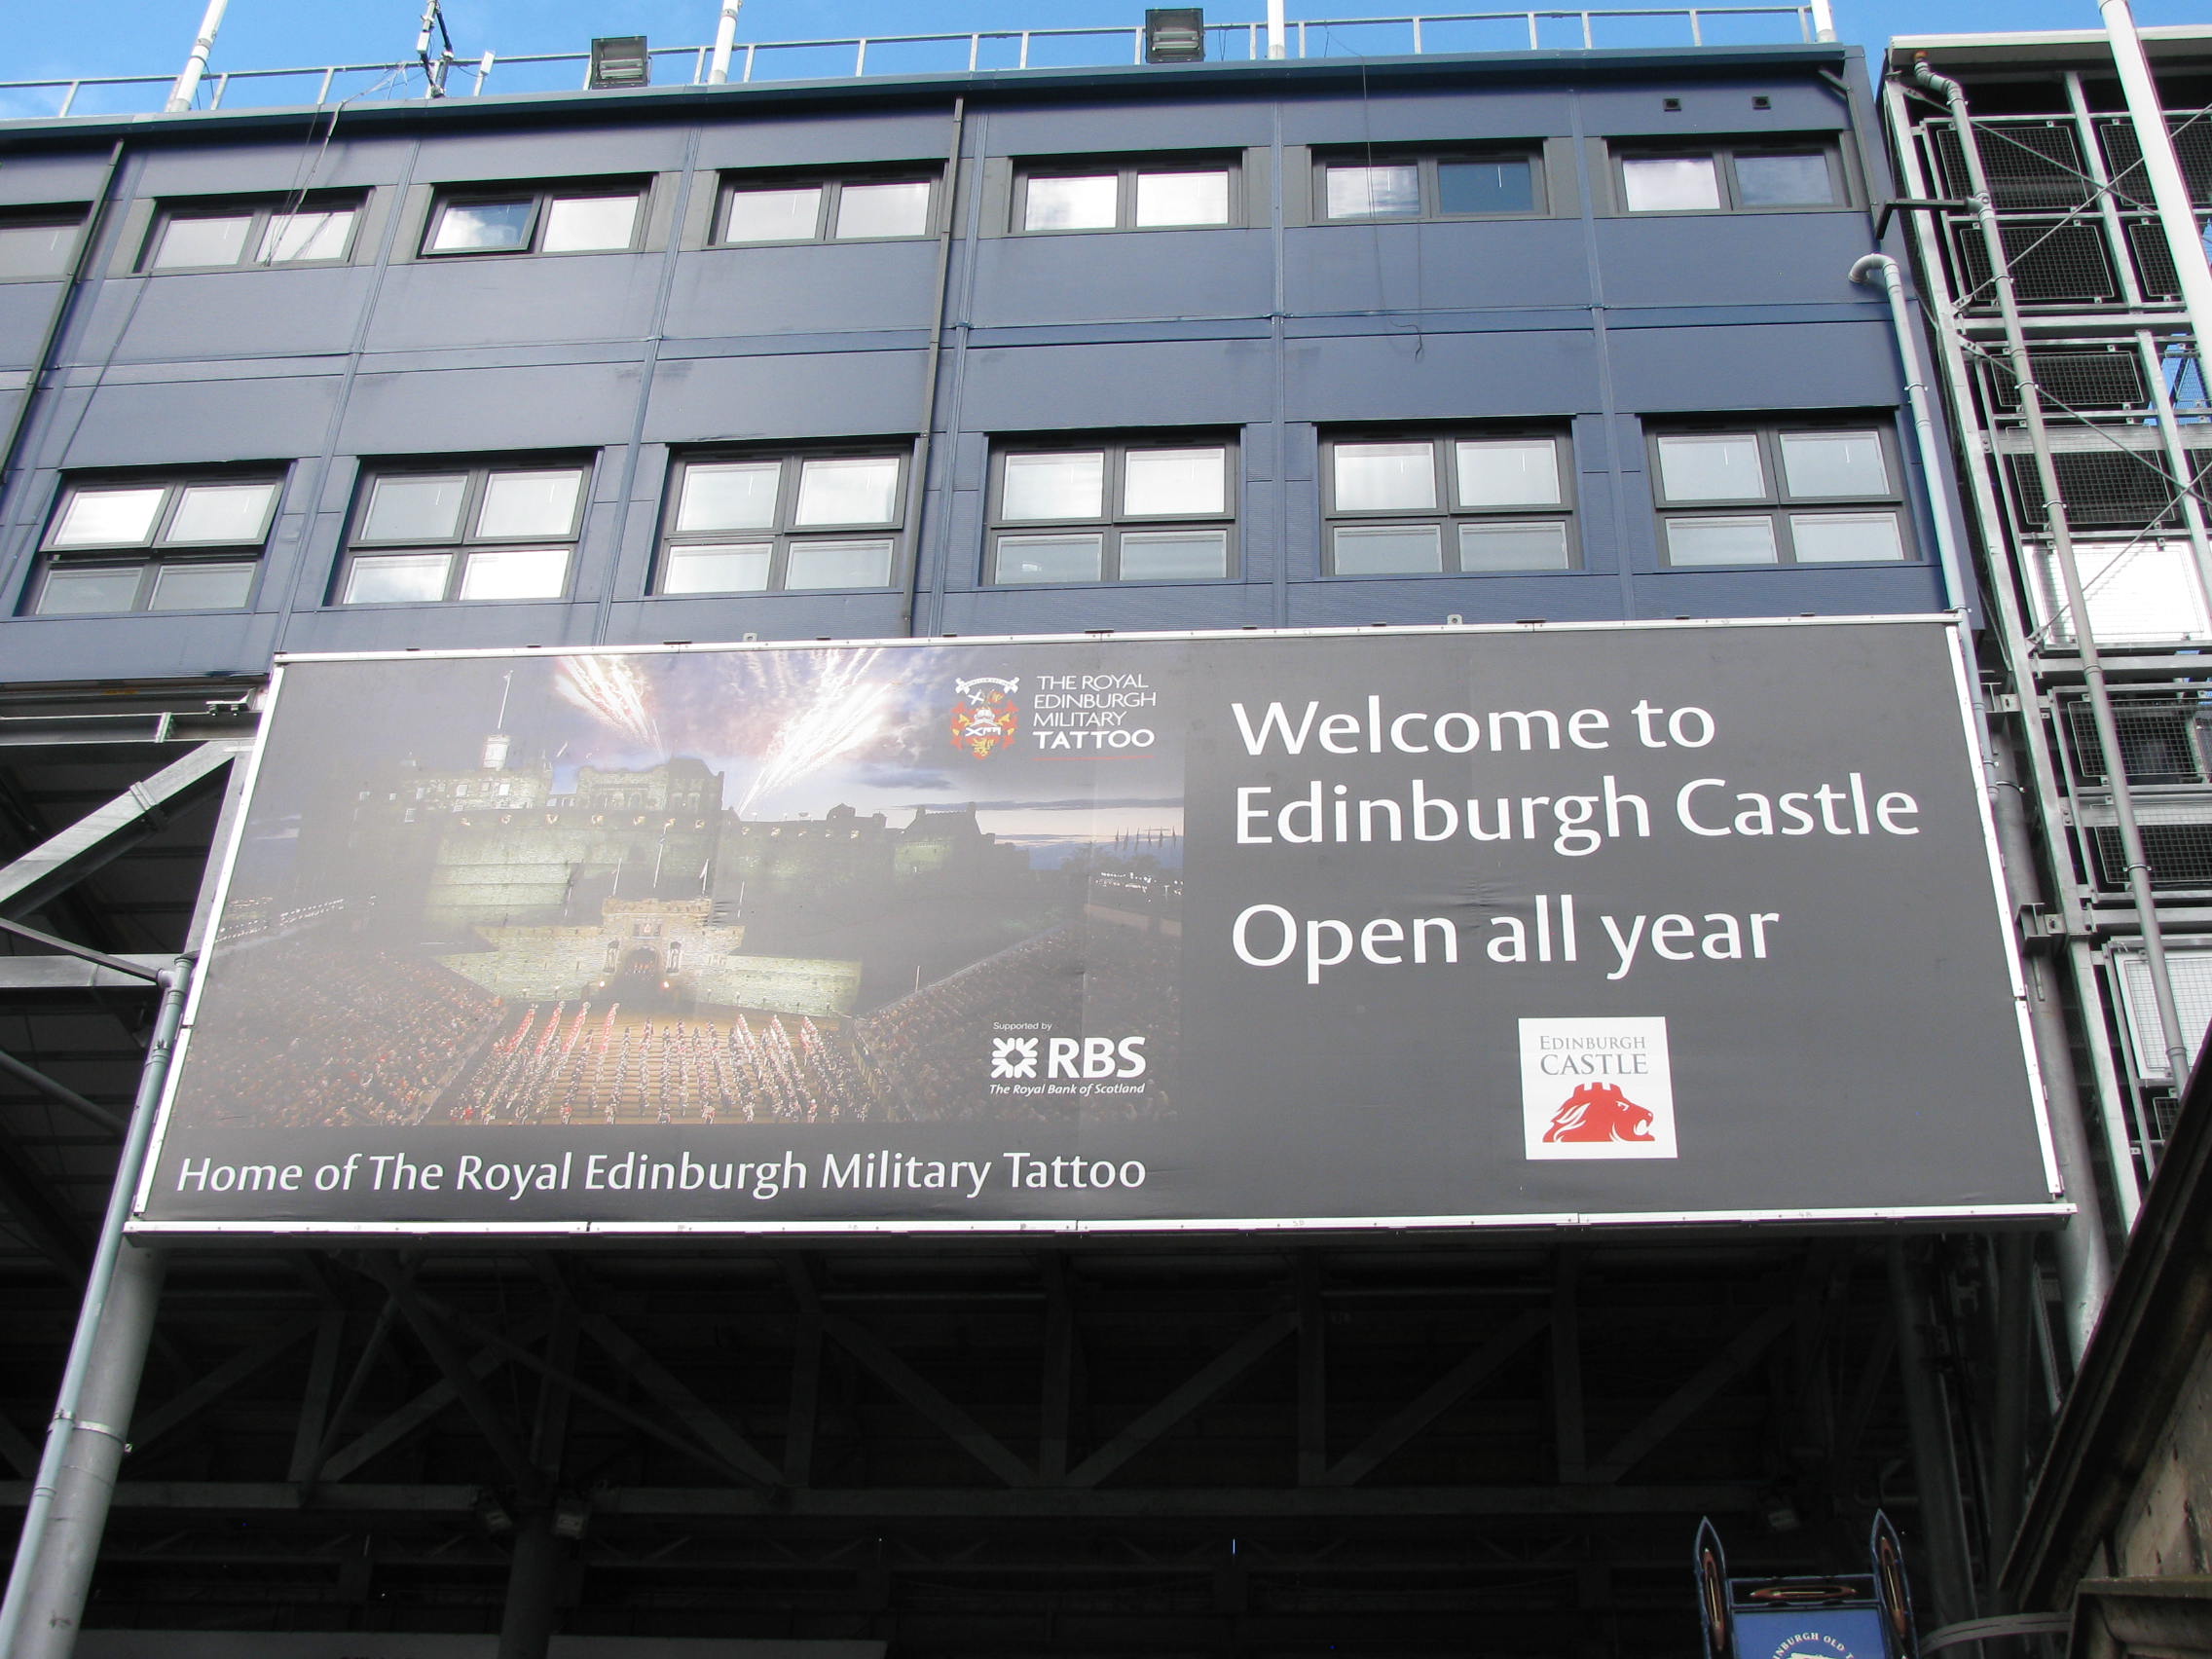 THE ROYAL
EDINBURGH
MILITARY
TATTOO
Supported by
RBS
The Royal Bank of Scotland
Home of The Royal Edinburgh Military Tattoo
Welcome to
Edinburgh Castle
Open all year
EDINBURGH
CASTLE
OLD